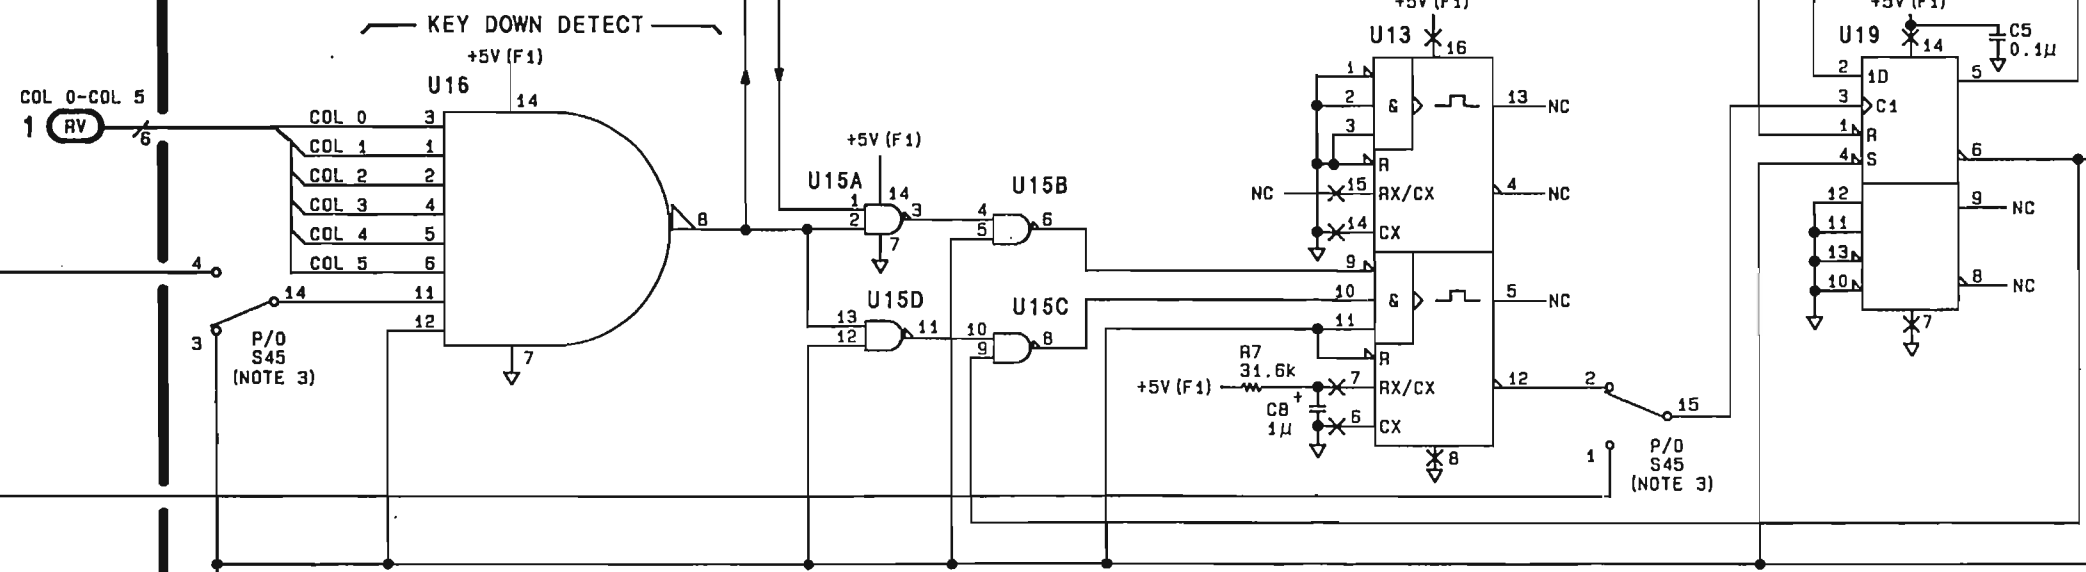 KEY DOWN DETECT
+5V(F1)
U16
14
COL 0-COL 5
1
RV
6
COL 0 3
COL 1 1
COL 2 2
COL 3 4
COL 4 5
COL 5 6
4
14 11
12
3
P/O
S45
(NOTE 3)
7
8
+5V(F1)
U15A
14
1
2
3
7
U15B
4
5
6
U15D
13
12
11
U15C
10
9
8
+5V(F1)
U13
16
1
2
3
&
13 NC
R
NC 15 RX/CX
4 NC
14 CX
9
10
11
&
5 NC
R
R7
31.6k
+5V(F1)
7 RX/CX
C8 +
1µ
6 CX
8
12
2
15
1
P/O
S45
(NOTE 3)
+5V(F1)
U19
14
C5
0.1µ
2 1D
5
3 C1
1 R
4 S
6
12
11
13
10
9 NC
8 NC
7